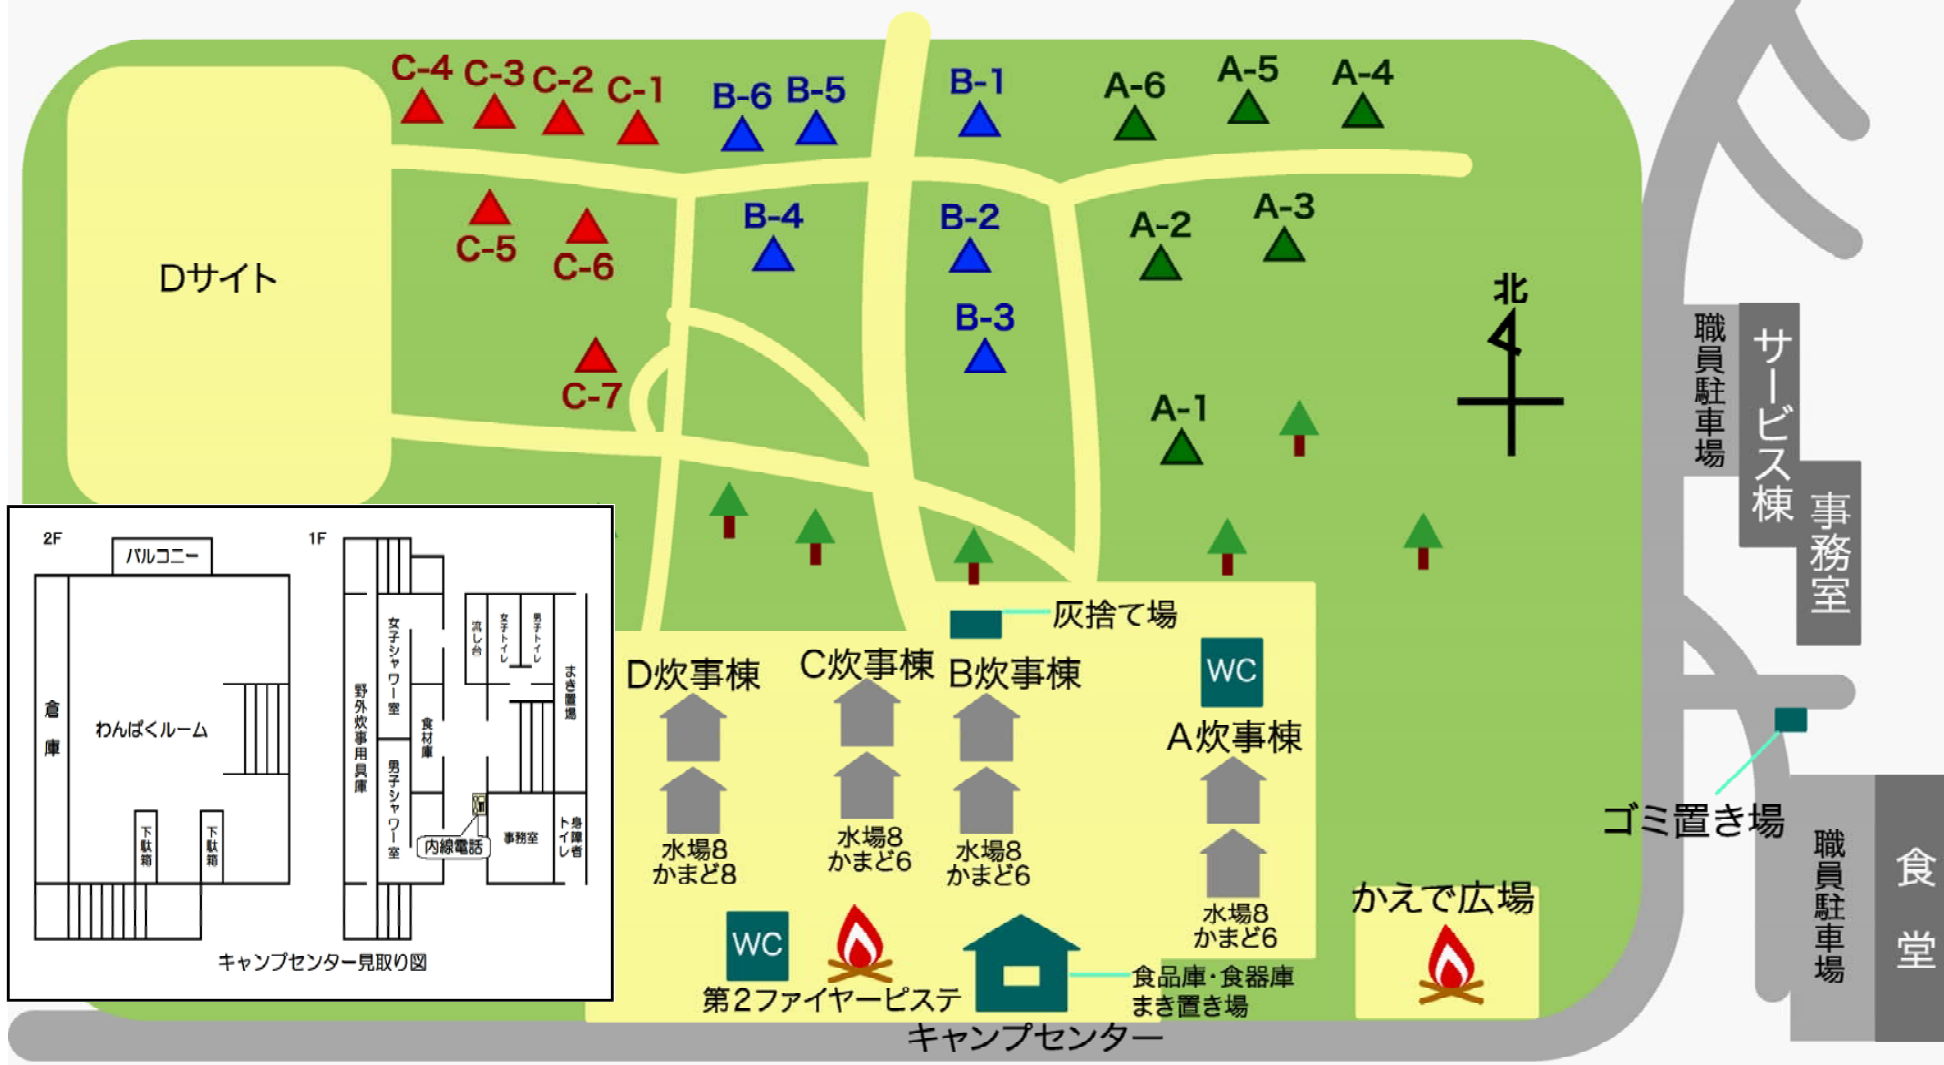 C-4
C-3
C-2
C-1
B-6
B-5
B-1
A-6
A-5
A-4
Dサイト
C-5
C-6
C-7
B-4
B-2
B-3
A-2
A-3
A-1
北
職員駐車場
サービス棟
事務室
2F
バルコニー
倉庫
わんぱくルーム
下駄箱
下駄箱
1F
野外炊事用具庫
女子シャワー室
男子シャワー室
食材庫
流し台
女子トイレ
男子トイレ
まき置場
内線電話
事務室
身障者
トイレ
キャンプセンター見取り図
灰捨て場
D炊事棟
水場8
かまど8
C炊事棟
水場8
かまど6
B炊事棟
水場8
かまど6
WC
A炊事棟
水場8
かまど6
WC
第2ファイヤーピステ
食品庫・食器庫
まき置き場
キャンプセンター
かえで広場
ゴミ置き場
職員駐車場
食堂